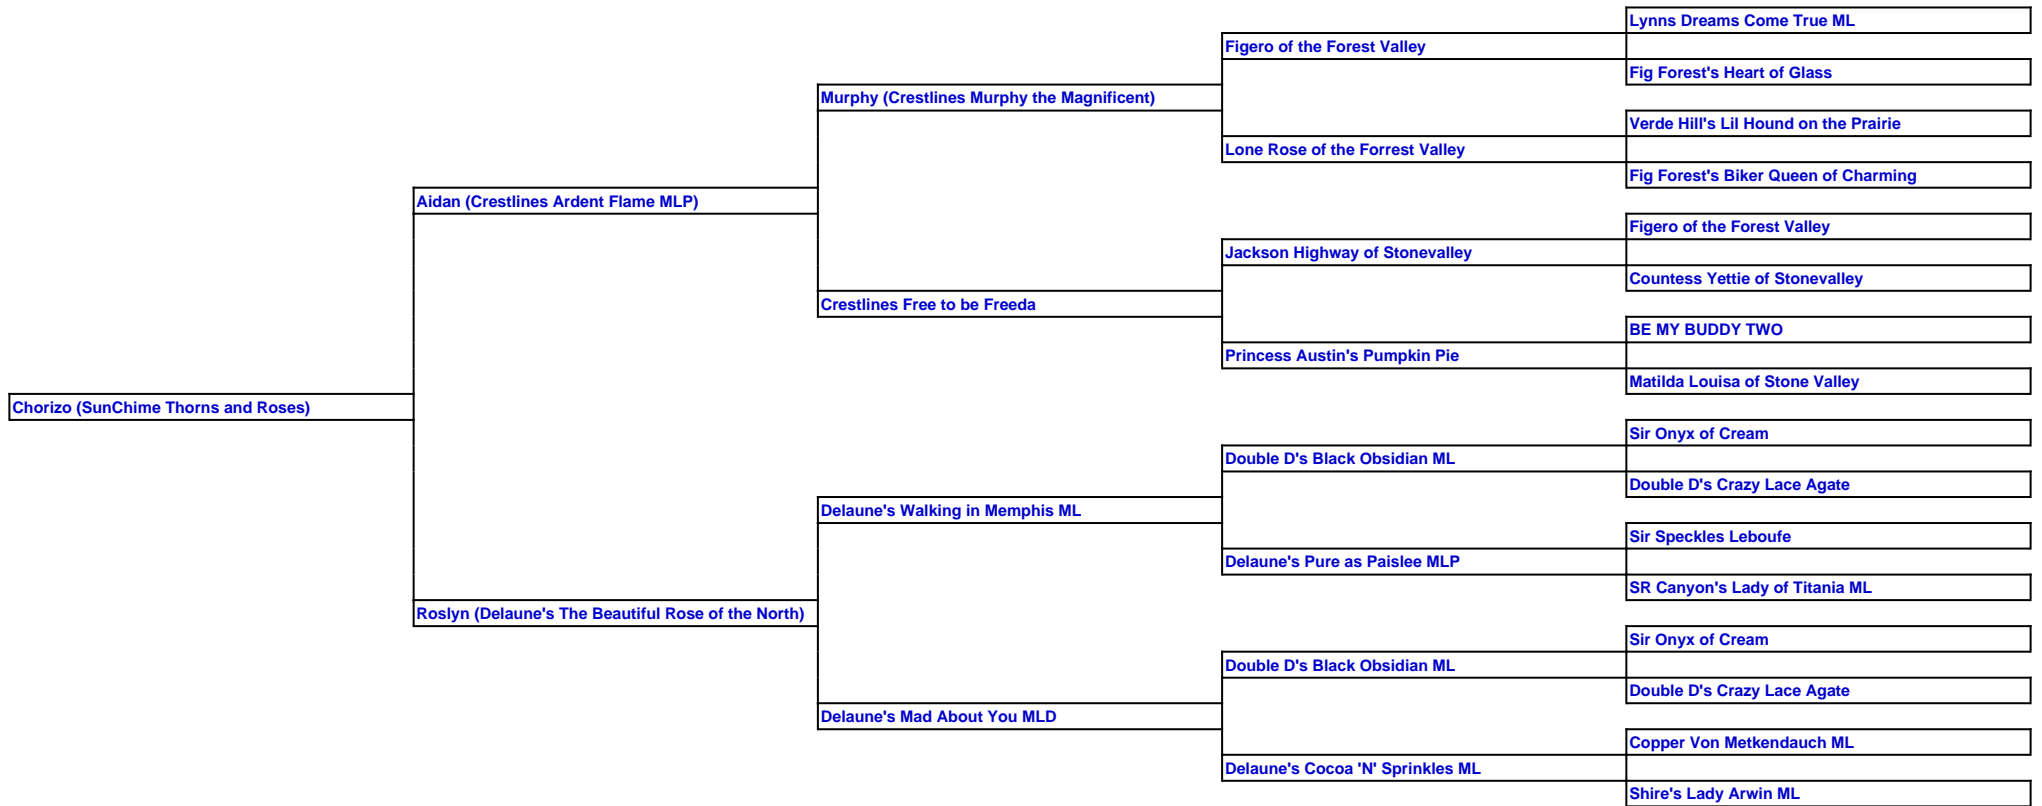 Lynns Dreams Come True ML
Figero of the Forest Valley
Fig Forest's Heart of Glass
Murphy (Crestlines Murphy the Magnificent)
Verde Hill's Lil Hound on the Prairie
Lone Rose of the Forrest Valley
Fig Forest's Biker Queen of Charming
Aidan (Crestlines Ardent Flame MLP)
Figero of the Forest Valley
Jackson Highway of Stonevalley
Countess Yettie of Stonevalley
Crestlines Free to be Freeda
BE MY BUDDY TWO
Princess Austin's Pumpkin Pie
Matilda Louisa of Stone Valley
Chorizo (SunChime Thorns and Roses)
Sir Onyx of Cream
Double D's Black Obsidian ML
Double D's Crazy Lace Agate
Delaune's Walking in Memphis ML
Sir Speckles Leboufe
Delaune's Pure as Paislee MLP
SR Canyon's Lady of Titania ML
Roslyn (Delaune's The Beautiful Rose of the North)
Sir Onyx of Cream
Double D's Black Obsidian ML
Double D's Crazy Lace Agate
Delaune's Mad About You MLD
Copper Von Metkendauch ML
Delaune's Cocoa 'N' Sprinkles ML
Shire's Lady Arwin ML